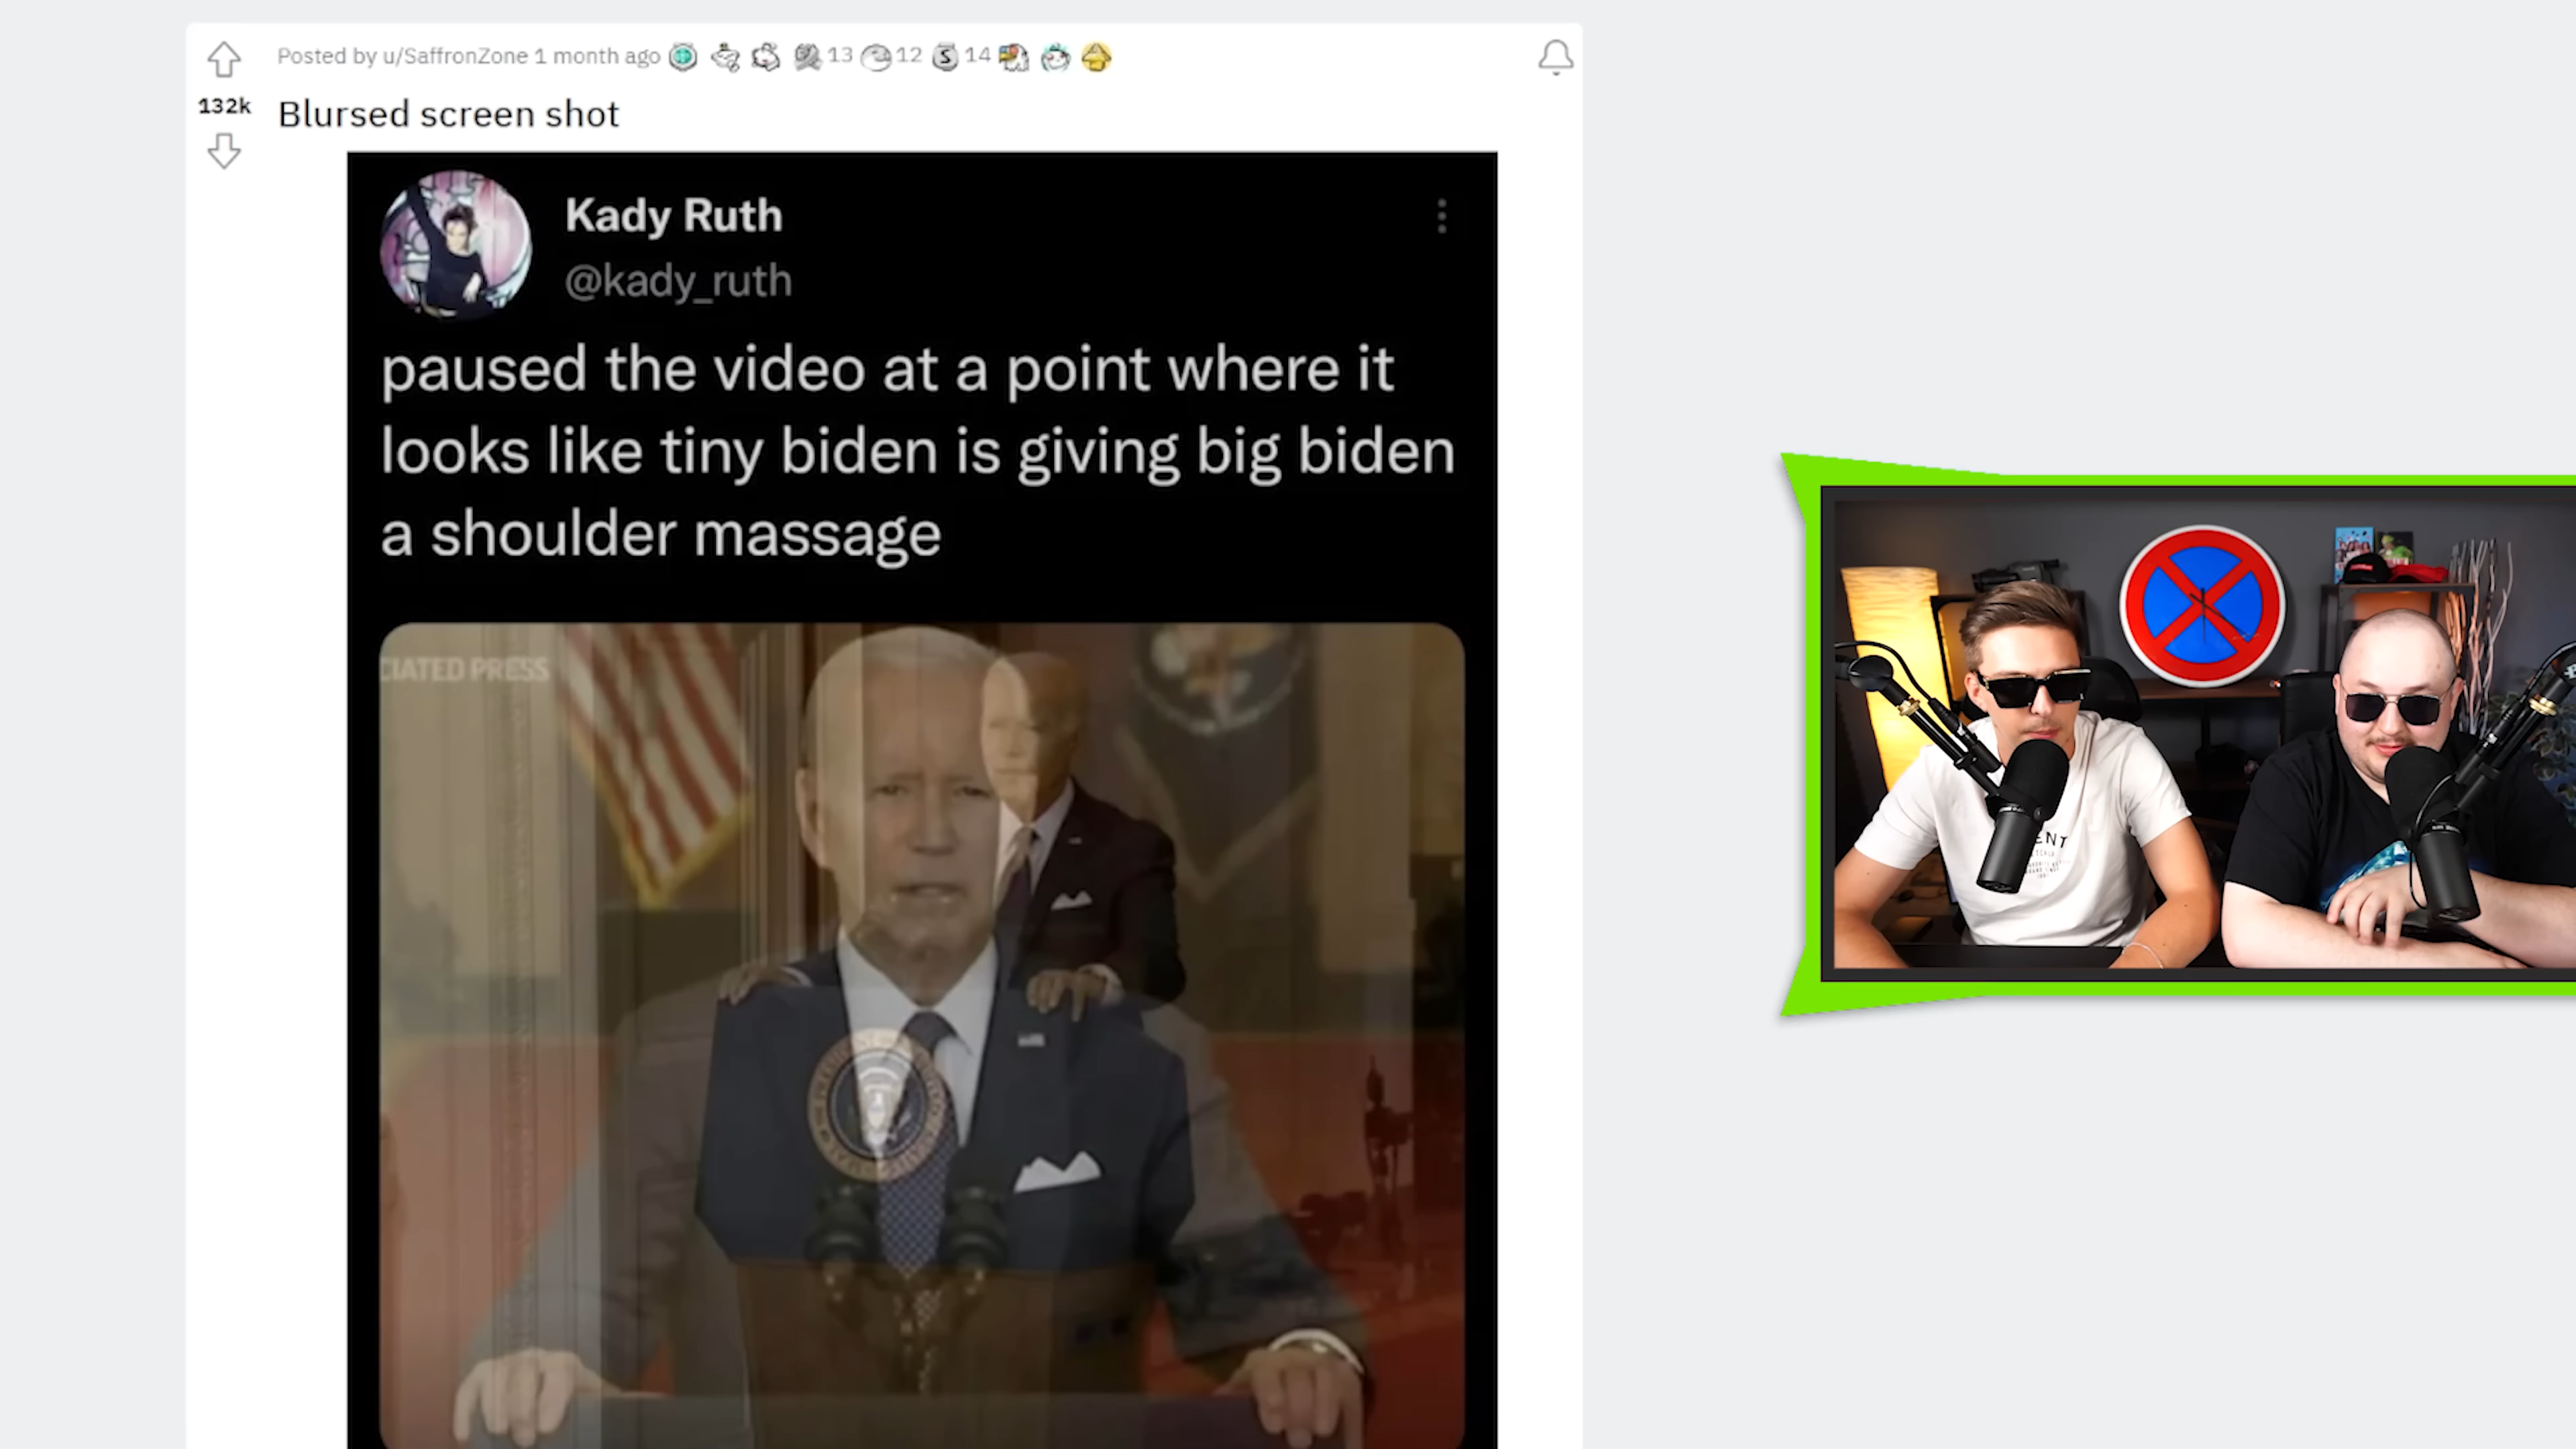 Posted by u/SaffronZone 1 month ago 13 12 S 14
132k
Blursed screen shot
Kady Ruth
@kady_ruth
paused the video at a point where it
looks like tiny biden is giving big biden
a shoulder massage
CIATED PRESS